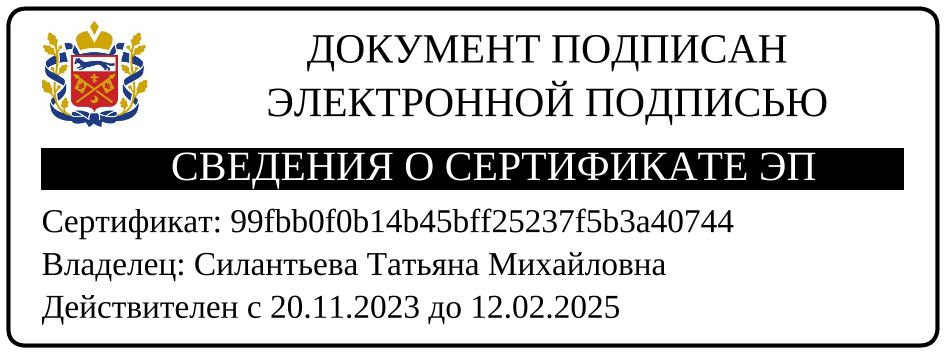 ДОКУМЕНТ ПОДПИСАН
ЭЛЕКТРОННОЙ ПОДПИСЬЮ
СВЕДЕНИЯ О СЕРТИФИКАТЕ ЭП
Сертификат: 99fbb0f0b14b45bff25237f5b3a40744
Владелец: Силантьева Татьяна Михайловна
Действителен с 20.11.2023 до 12.02.2025